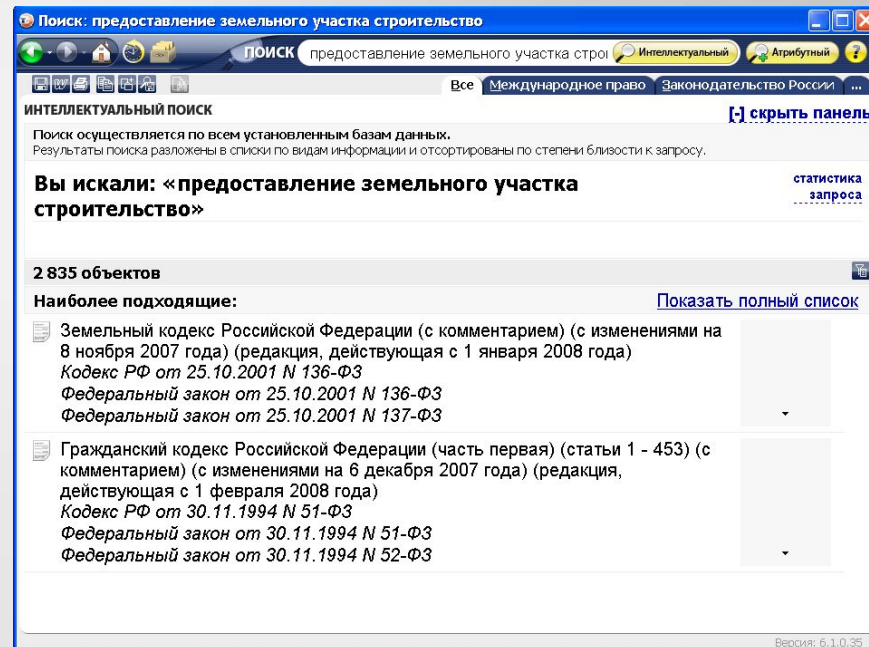 Поиск: предоставление земельного участка строительство
ПОИСК предоставление земельного участка строи Интеллектуальный Атрибутный ?
Все Международное право Законодательство России ...
ИНТЕЛЛЕКТУАЛЬНЫЙ ПОИСК
[-] скрыть панель
Поиск осуществляется по всем установленным базам данных.
Результаты поиска разложены в списки по видам информации и отсортированы по степени близости к запросу.
Вы искали: «предоставление земельного участка
строительство»
статистика
запроса
2 835 объектов
Наиболее подходящие:
Показать полный список
Земельный кодекс Российской Федерации (с комментарием) (с изменениями на
8 ноября 2007 года) (редакция, действующая с 1 января 2008 года)
Кодекс РФ от 25.10.2001 N 136-ФЗ
Федеральный закон от 25.10.2001 N 136-ФЗ
Федеральный закон от 25.10.2001 N 137-ФЗ
Гражданский кодекс Российской Федерации (часть первая) (статьи 1 - 453) (с
комментарием) (с изменениями на 6 декабря 2007 года) (редакция,
действующая с 1 февраля 2008 года)
Кодекс РФ от 30.11.1994 N 51-ФЗ
Федеральный закон от 30.11.1994 N 51-ФЗ
Федеральный закон от 30.11.1994 N 52-ФЗ
Версия: 6.1.0.35